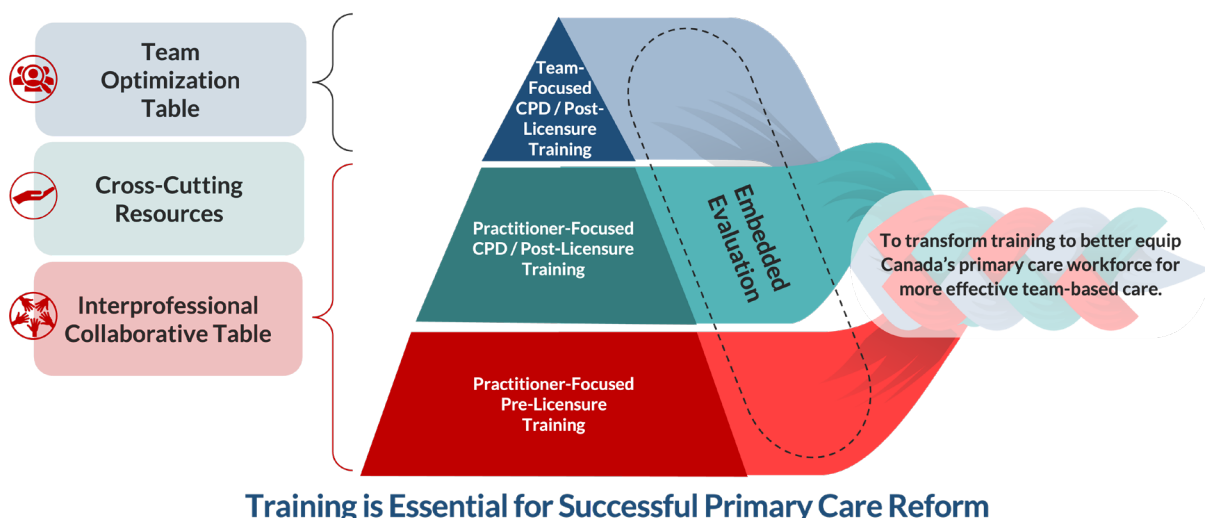 Team
Optimization
Table
Cross-Cutting
Resources
Interprofessional
Collaborative Table
Team-
Focused
CPD / Post-
Licensure
Training
Practitioner-Focused
CPD / Post-Licensure
Training
Practitioner-Focused
Pre-Licensure
Training
Embedded
Evaluation
To transform training to better equip
Canada's primary care workforce for
more effective team-based care.
Training is Essential for Successful Primary Care Reform